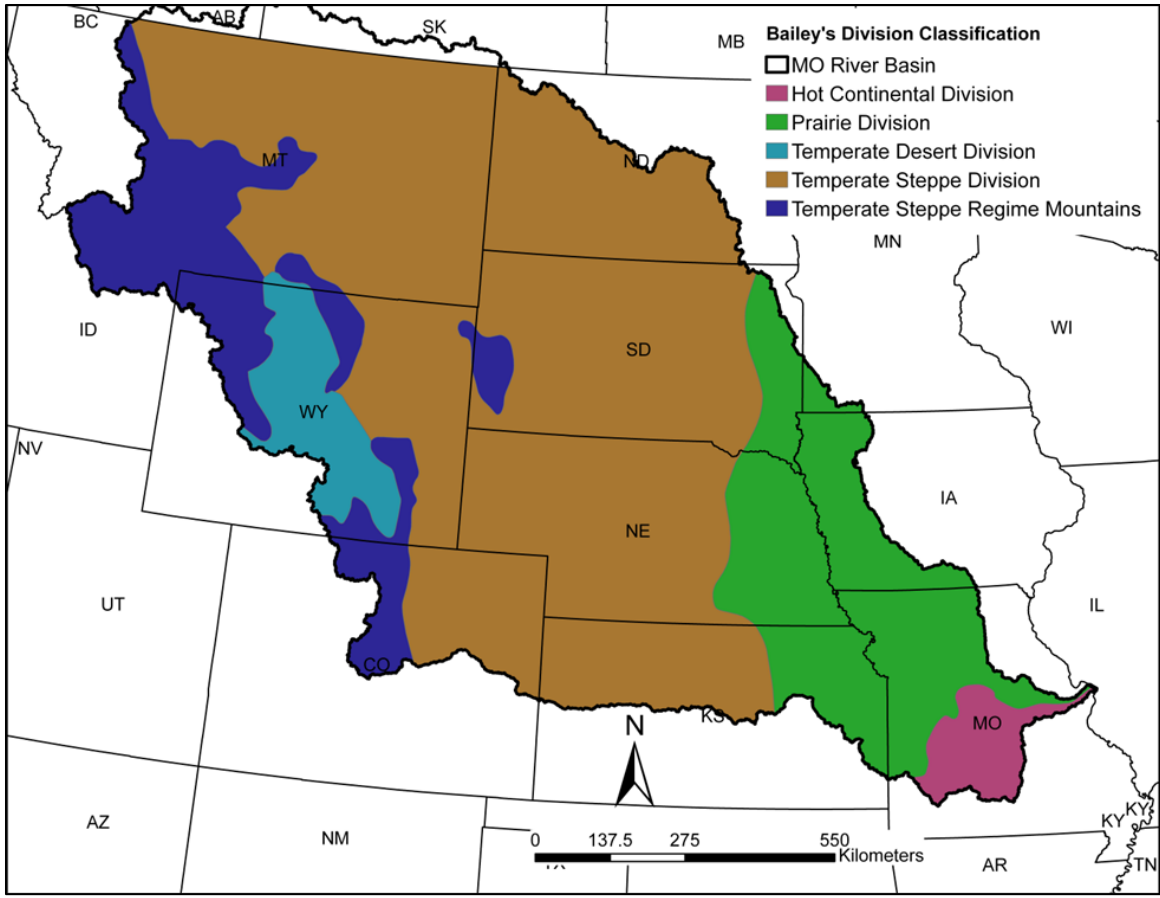 BC
AB
SK
MB
Bailey's Division Classification
MO River Basin
Hot Continental Division
Prairie Division
Temperate Desert Division
Temperate Steppe Division
Temperate Steppe Regime Mountains
MT
ND
MN
ID
WI
SD
WY
NV
IA
NE
UT
IL
CO
KS
MO
N
AZ
NM
KY
KY
0 137.5 275 550
Kilometers
AR
TN